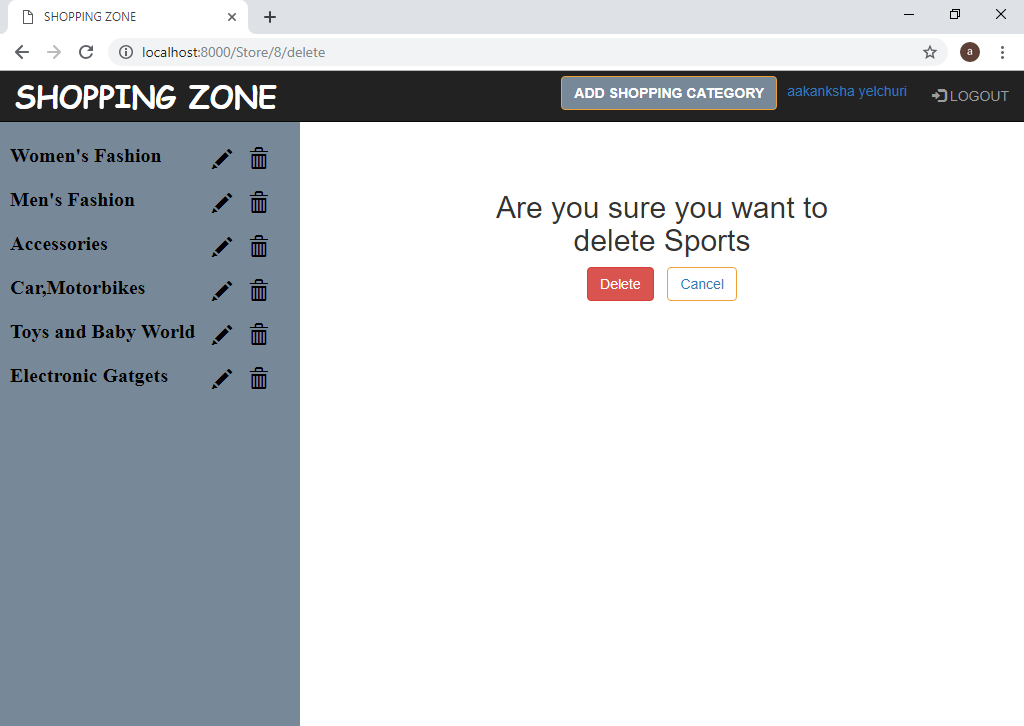 SHOPPING ZONE
localhost:8000/Store/8/delete
a
SHOPPING ZONE
ADD SHOPPING CATEGORY
aakanksha yelchuri
LOGOUT
Women's Fashion
Men's Fashion
Accessories
Car,Motorbikes
Toys and Baby World
Electronic Gatgets
Are you sure you want to
delete Sports
Delete
Cancel